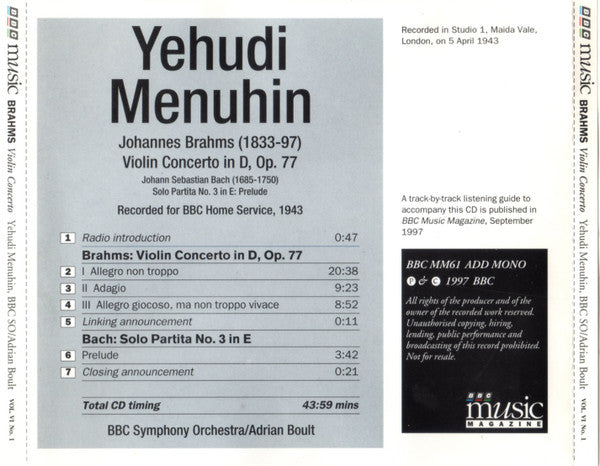 BBC music BRAHMS Violin Concerto Yehudi Menuhin, BBC SO/Adrian Boult VOL. VI No. 1
Yehudi
Menuhin
Johannes Brahms (1833-97)
Violin Concerto in D, Op. 77
Johann Sebastian Bach (1685-1750)
Solo Partita No. 3 in E: Prelude
Recorded for BBC Home Service, 1943
1 Radio introduction 0:47
Brahms: Violin Concerto in D, Op. 77
2 I Allegro non troppo 20:38
3 II Adagio 9:23
4 III Allegro giocoso, ma non troppo vivace 8:52
5 Linking announcement 0:11
Bach: Solo Partita No. 3 in E
6 Prelude 3:42
7 Closing announcement 0:21
Total CD timing 43:59 mins
BBC Symphony Orchestra/Adrian Boult
Recorded in Studio 1, Maida Vale,
London, on 5 April 1943
A track-by-track listening guide to
accompany this CD is published in
BBC Music Magazine, September
1997
BBC MM61 ADD MONO
℗ © 1997 BBC
All rights of the producer and of the
owner of the recorded work reserved.
Unauthorised copying, hiring,
lending, public performance and
broadcasting of this record prohibited.
Not for resale.
BBC
music
MAGAZINE
BBC music BRAHMS Violin Concerto Yehudi Menuhin, BBC SO/Adrian Boult VOL. VI No. 1